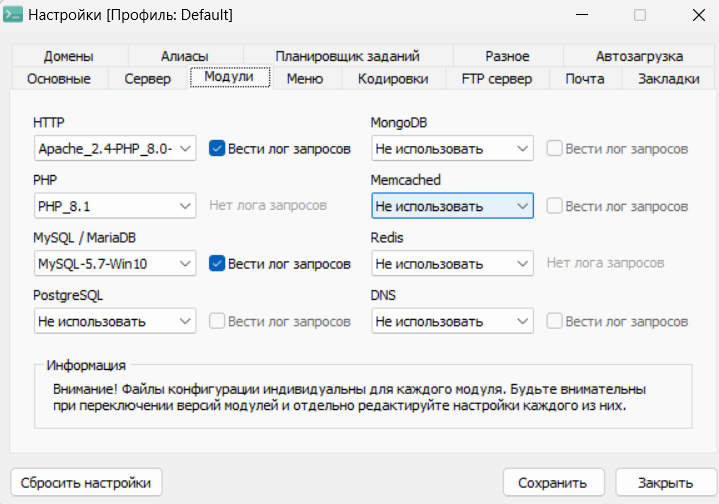 Настройки [Профиль: Default]
Домены Алиасы Планировщик заданий Разное Автозагрузка
Основные Сервер Модули Меню Кодировки FTP сервер Почта Закладки
HTTP
Apache_2.4-PHP_8.0-
Вести лог запросов
MongoDB
Не использовать
Вести лог запросов
PHP
PHP_8.1
Нет лога запросов
Memcached
Не использовать
Вести лог запросов
MySQL / MariaDB
MySQL-5.7-Win10
Вести лог запросов
Redis
Не использовать
Нет лога запросов
PostgreSQL
Не использовать
Вести лог запросов
DNS
Не использовать
Вести лог запросов
Информация
Внимание! Файлы конфигурации индивидуальны для каждого модуля. Будьте внимательны
при переключении версий модулей и отдельно редактируйте настройки каждого из них.
Сбросить настройки
Сохранить
Закрыть